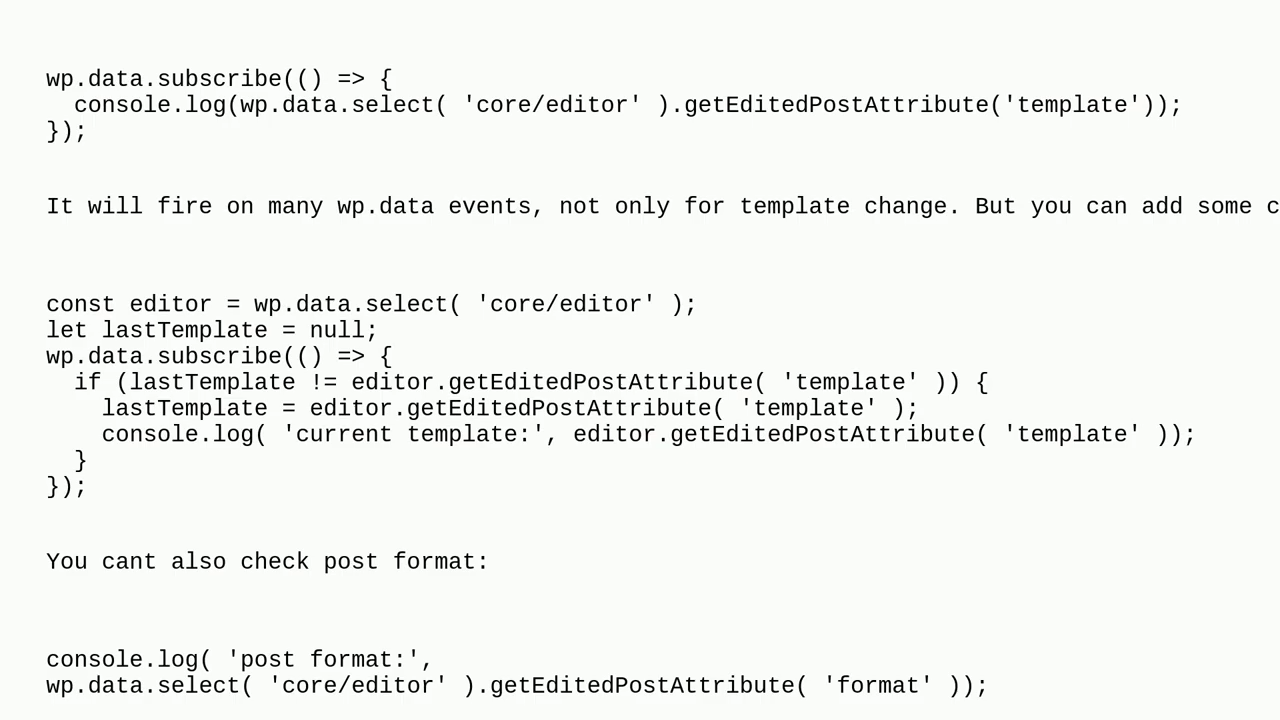 wp.data.subscribe(() => {
  console.log(wp.data.select( 'core/editor' ).getEditedPostAttribute('template'));
});
It will fire on many wp.data events, not only for template change. But you can add some
const editor = wp.data.select( 'core/editor' );
let lastTemplate = null;
wp.data.subscribe(() => {
  if (lastTemplate != editor.getEditedPostAttribute( 'template' )) {
    lastTemplate = editor.getEditedPostAttribute( 'template' );
    console.log( 'current template:', editor.getEditedPostAttribute( 'template' ));
  }
});
You cant also check post format:
console.log( 'post format:',
wp.data.select( 'core/editor' ).getEditedPostAttribute( 'format' ));